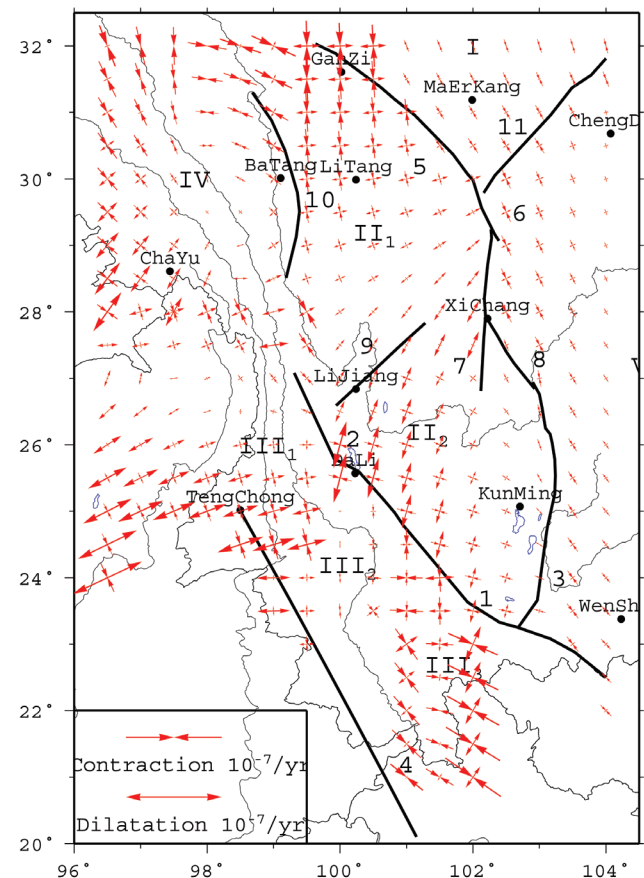 32°
I
GanZi
MaErKang
11
ChengD
30°
IV
BaTang
LiTang
5
10
6
II1
ChaYu
28°
XiChang
9
7
8
LiJiang
V
26°
III1
2
II2
DaLi
TengChong
KunMing
III2
24°
1
3
WenSh
III3
22°
4
Contraction 10-7/yr
Dilatation 10-7/yr
20°
96° 98° 100° 102° 104°